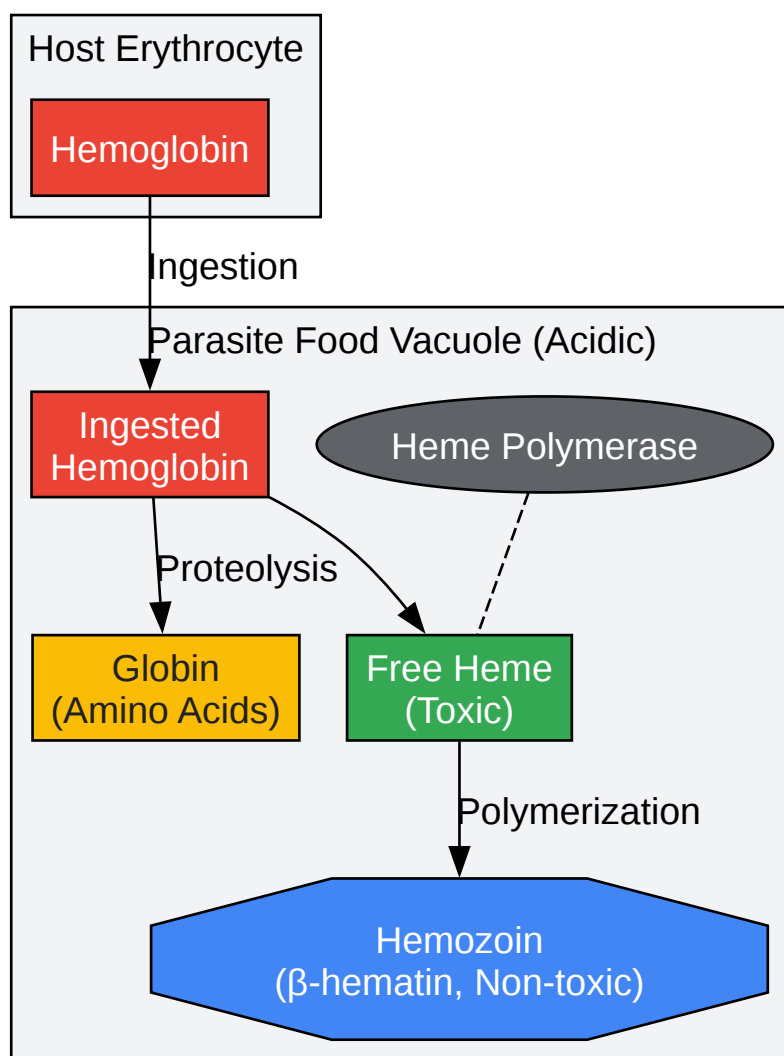 Host Erythrocyte
Hemoglobin
Ingestion
Parasite Food Vacuole (Acidic)
Ingested
Hemoglobin
Heme Polymerase
Proteolysis
Globin
(Amino Acids)
Free Heme
(Toxic)
Polymerization
Hemozoin
(β-hematin, Non-toxic)